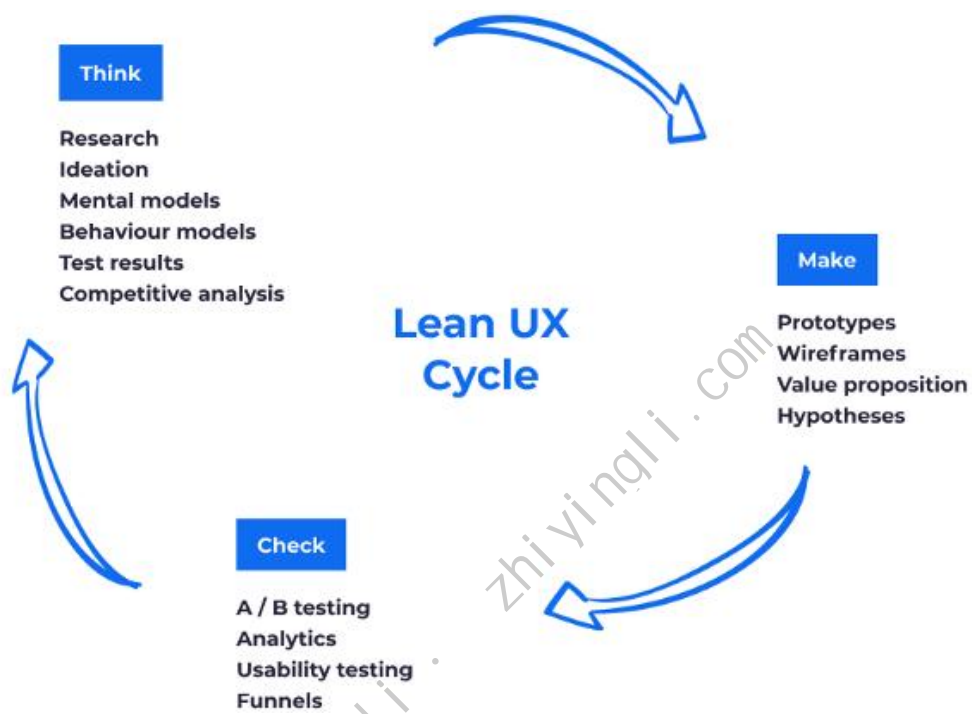 Think
Research
Ideation
Mental models
Behaviour models
Test results
Competitive analysis
Lean UX
Cycle
Make
Prototypes
Wireframes
Value proposition
Hypotheses
Check
A / B testing
Analytics
Usability testing
Funnels
zhiyingli.com